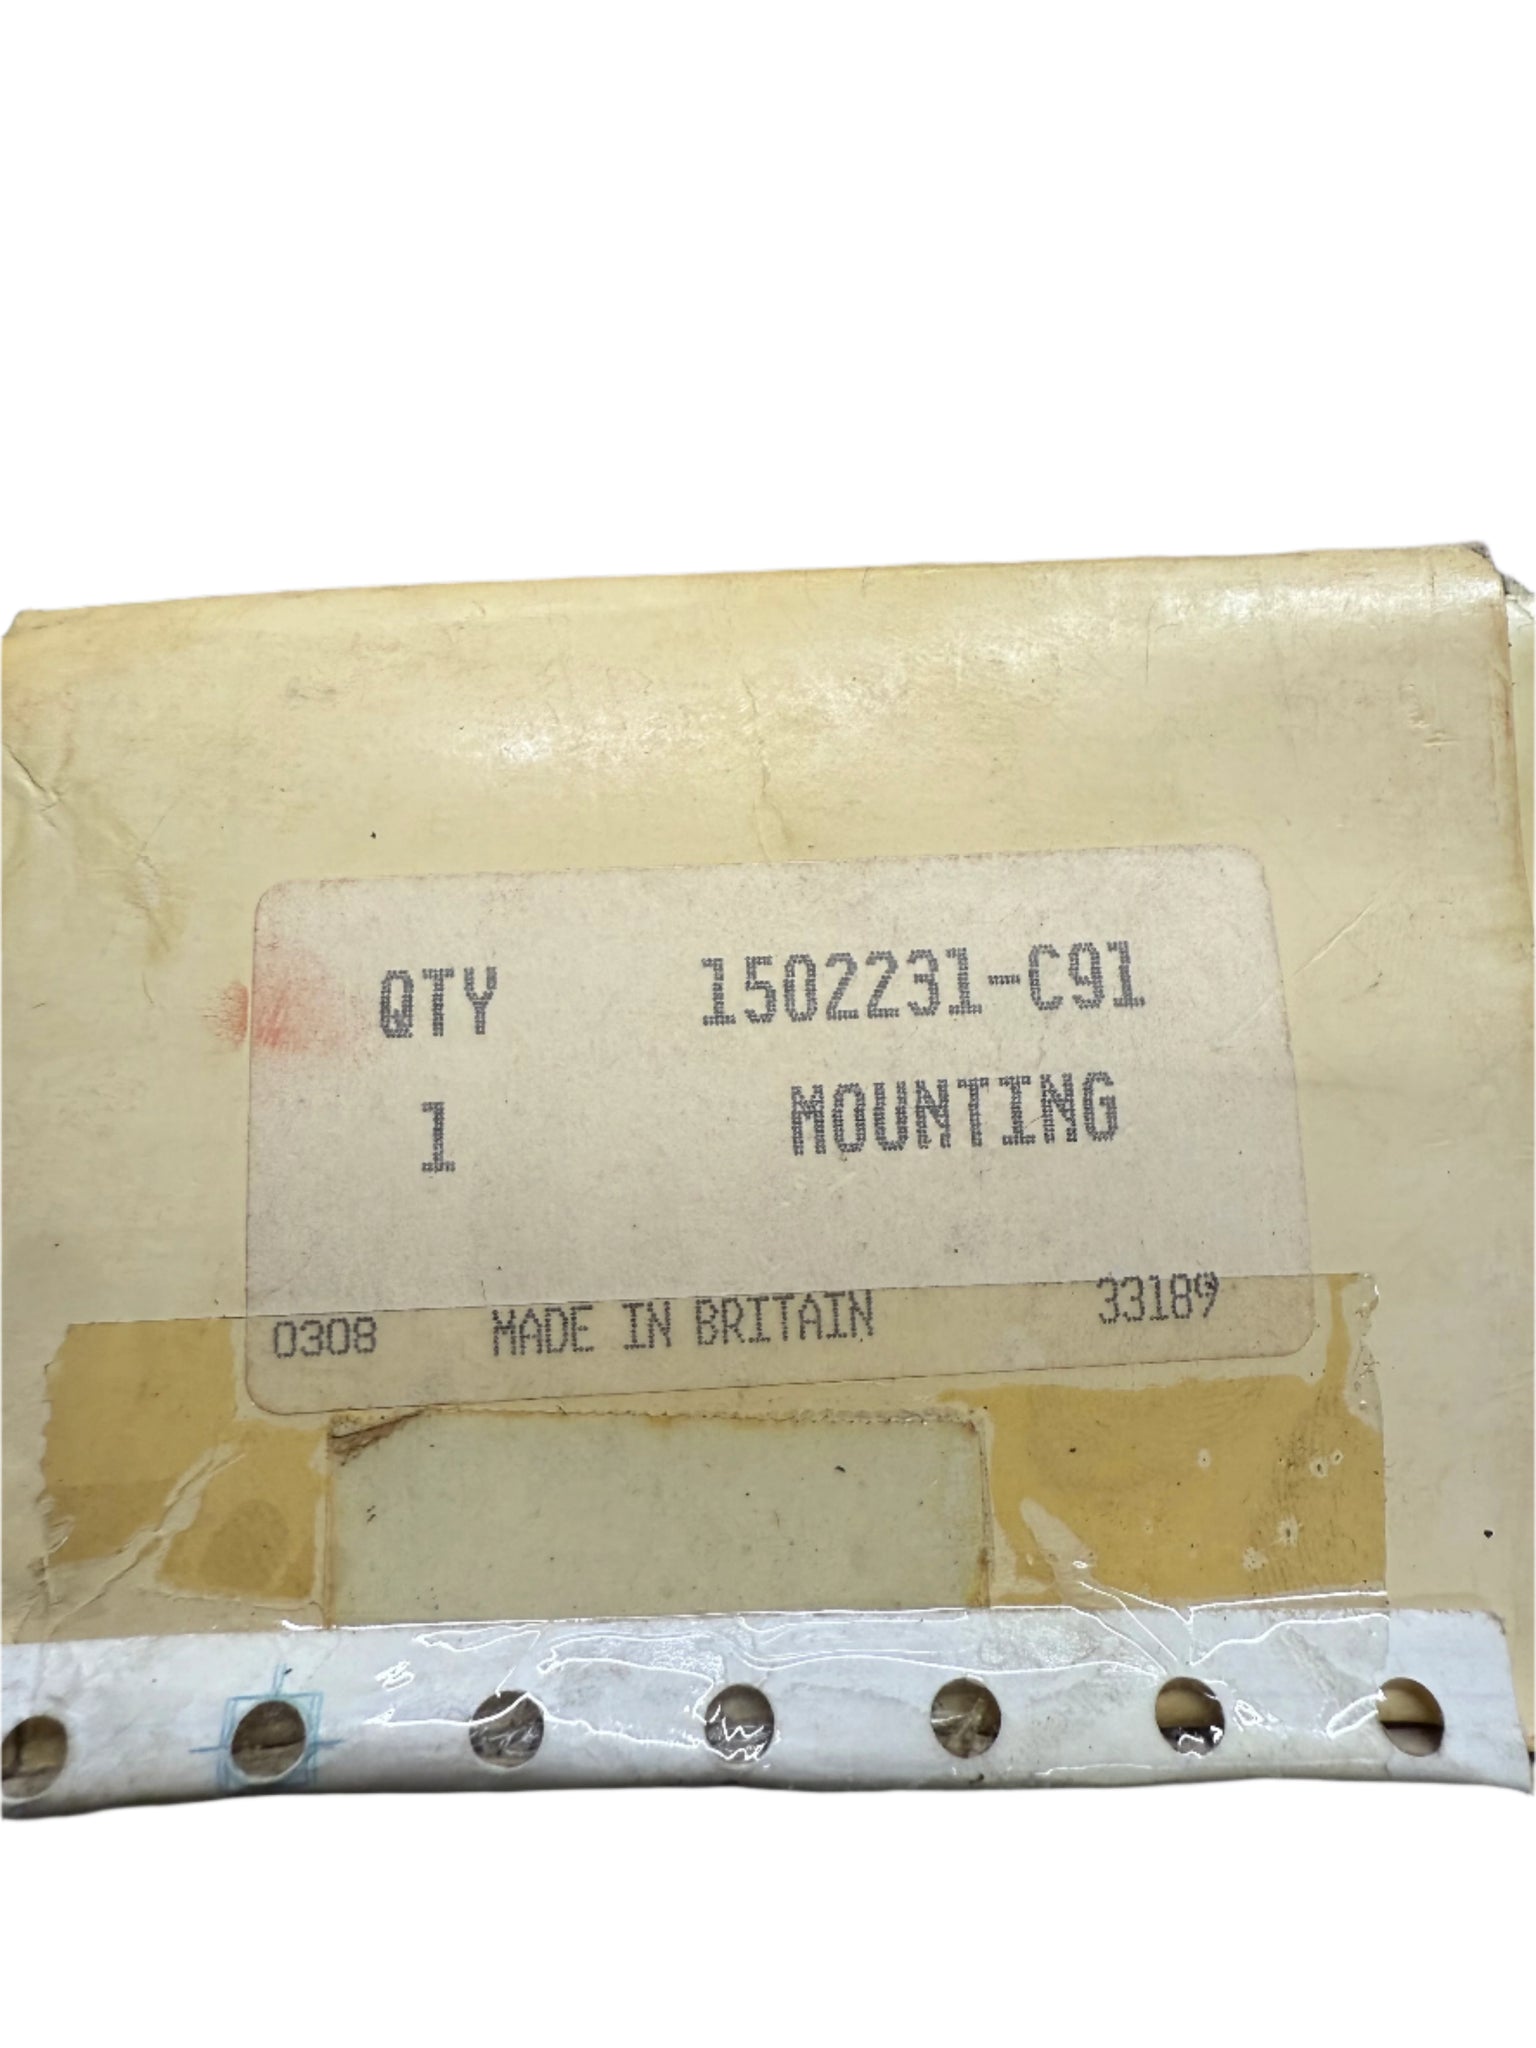 QTY 1502231-C91
1 MOUNTING
0308 MADE IN BRITAIN 33189